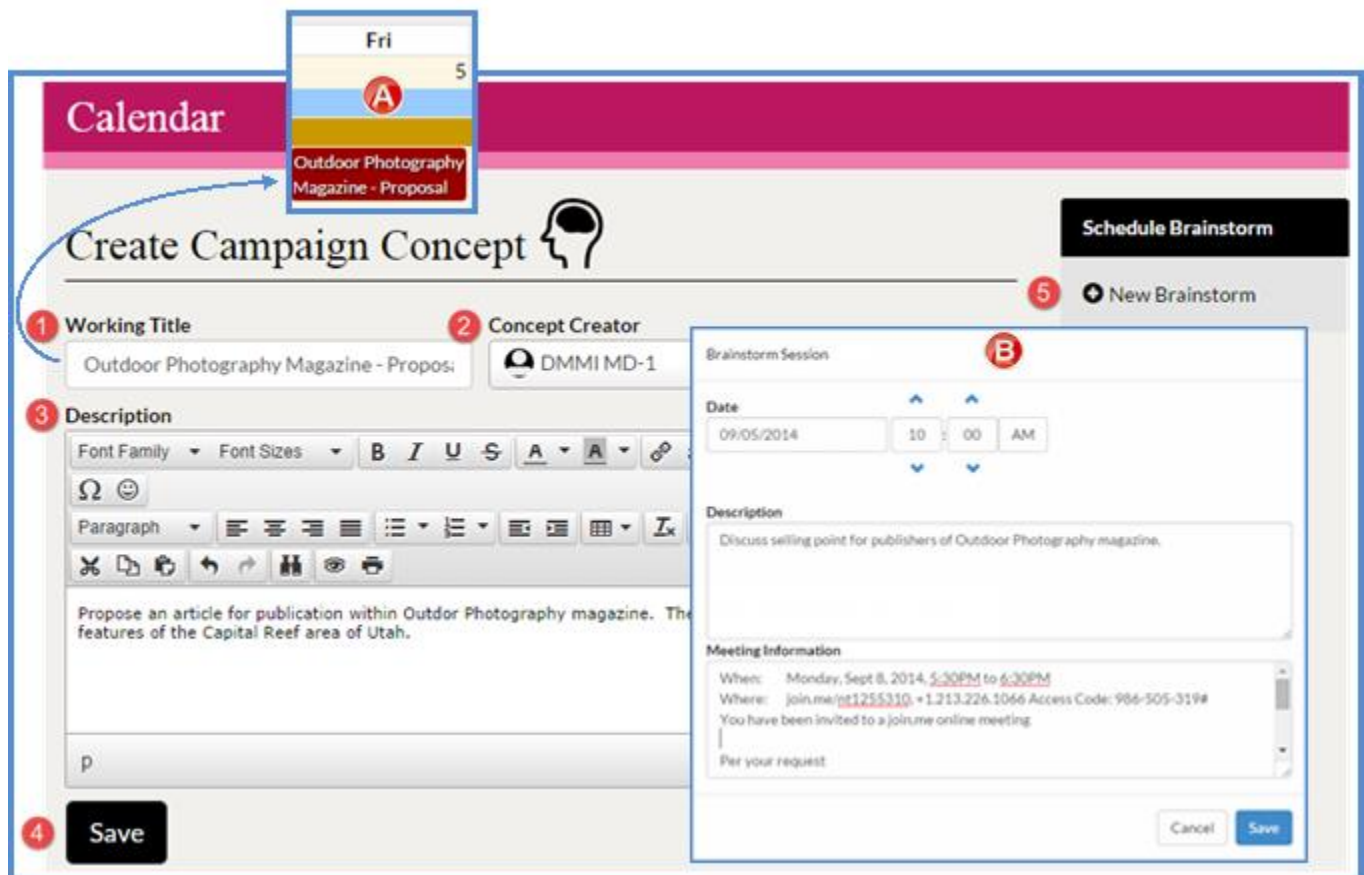 Fri
5
A
Calendar
Outdoor Photography
Magazine - Proposal
Create Campaign Concept
Schedule Brainstorm
5 New Brainstorm
1 Working Title
2 Concept Creator
Outdoor Photography Magazine - Propos
DMMI MD-1
3 Description
Font Family Font Sizes B I U S A A
Ω
Paragraph
Propose an article for publication within Outdor Photography magazine. The
features of the Capital Reef area of Utah.
p
4 Save
Brainstorm Session
B
Date
09/05/2014 10 : 00 AM
Description
Discuss selling point for publishers of Outdoor Photography magazine.
Meeting Information
When: Monday, Sept 8, 2014, 5:30PM to 6:30PM
Where: join.me/nt1255310, +1.213.226.1066 Access Code: 986-505-319#
You have been invited to a join.me online meeting
Per your request
Cancel Save